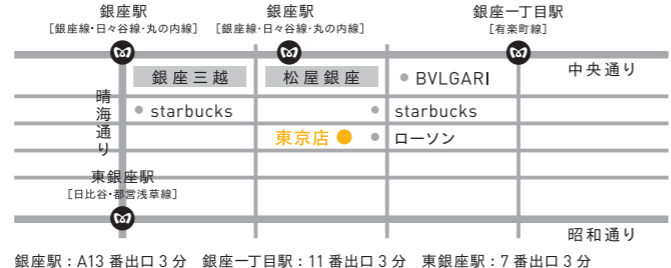 銀座駅
[銀座線・日々谷線・丸の内線]
銀座駅
[銀座線・日々谷線・丸の内線]
銀座一丁目駅
[有楽町線]
中央通り
銀座三越
松屋銀座
BVLGARI
晴海通り
starbucks
starbucks
東京店
ローソン
東銀座駅
[日比谷・都営浅草線]
昭和通り
銀座駅：A13 番出口 3 分 銀座一丁目駅：11 番出口 3 分 東銀座駅：7 番出口 3 分